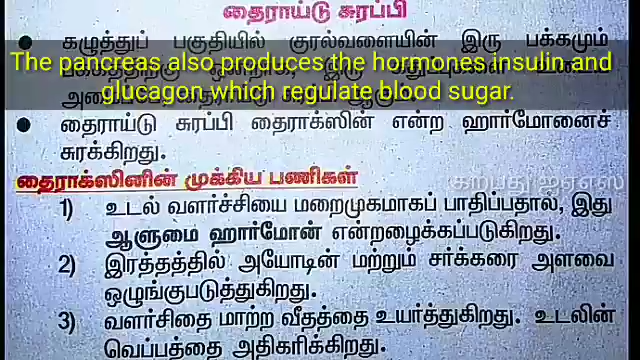 தைராய்டு சுரப்பி
கழுத்துப் பகுதியில் குரல்வளையின் இரு பக்கமும்
The pancreas also produces the hormones insulin and
glucagon which regulate blood sugar.
● தைராய்டு சுரப்பி தைராக்ஸின் என்ற ஹார்மோனைச்
சுரக்கிறது.
தைராக்ஸினின் முக்கிய பணிகள்
1) உடல் வளர்ச்சியை மறைமுகமாகப் பாதிப்பதால், இது
ஆளுமை ஹார்மோன் என்றழைக்கப்படுகிறது.
2) இரத்தத்தில் அயோடின் மற்றும் சர்க்கரை அளவை
ஒழுங்குபடுத்துகிறது.
3) வளர்சிதை மாற்ற வீதத்தை உயர்த்துகிறது. உடலின்
வெப்பத்தை அதிகரிக்கிறது.